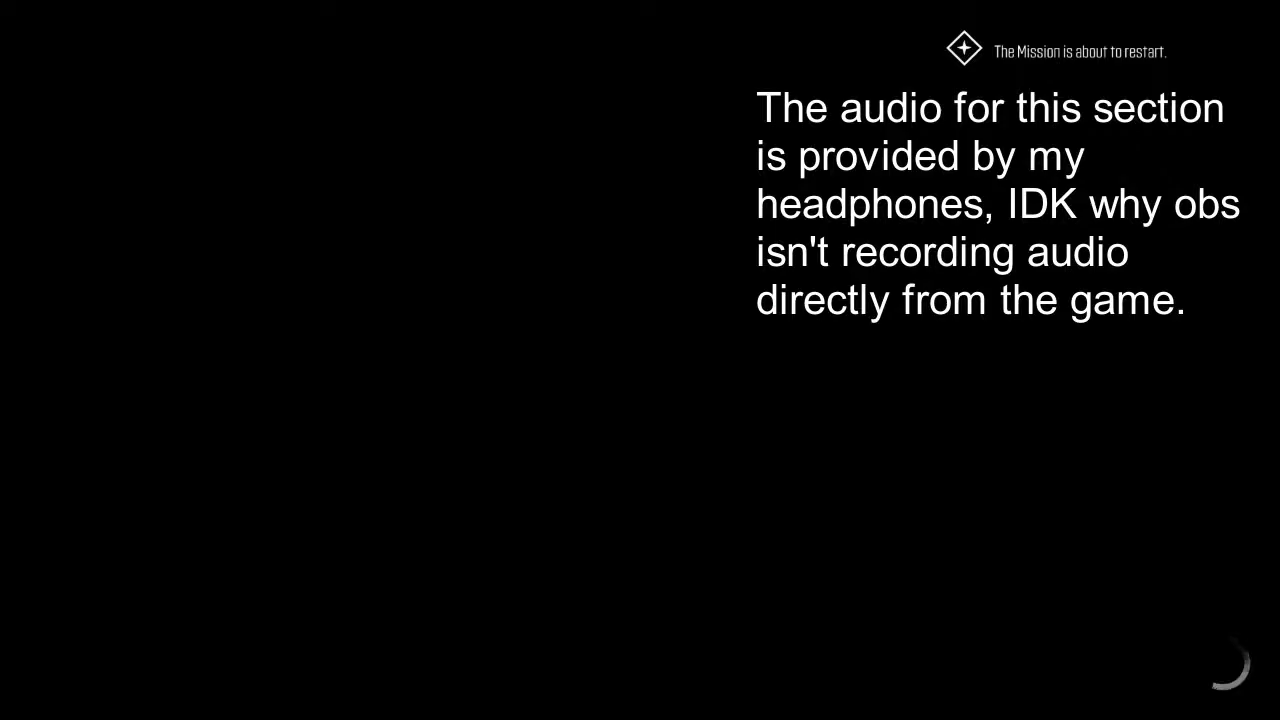 The Mission is about to restart.
The audio for this section
is provided by my
headphones, IDK why obs
isn't recording audio
directly from the game.